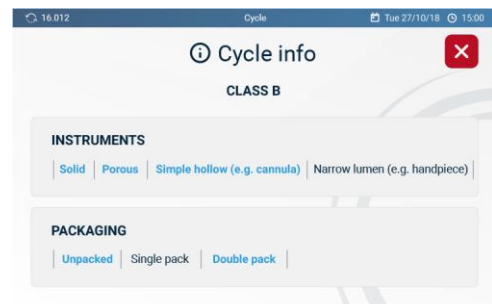 16.012 Cycle Tue 27/10/18 15:00
Cycle info
CLASS B
INSTRUMENTS
Solid Porous Simple hollow (e.g. cannula) Narrow lumen (e.g. handpiece)
PACKAGING
Unpacked Single pack Double pack